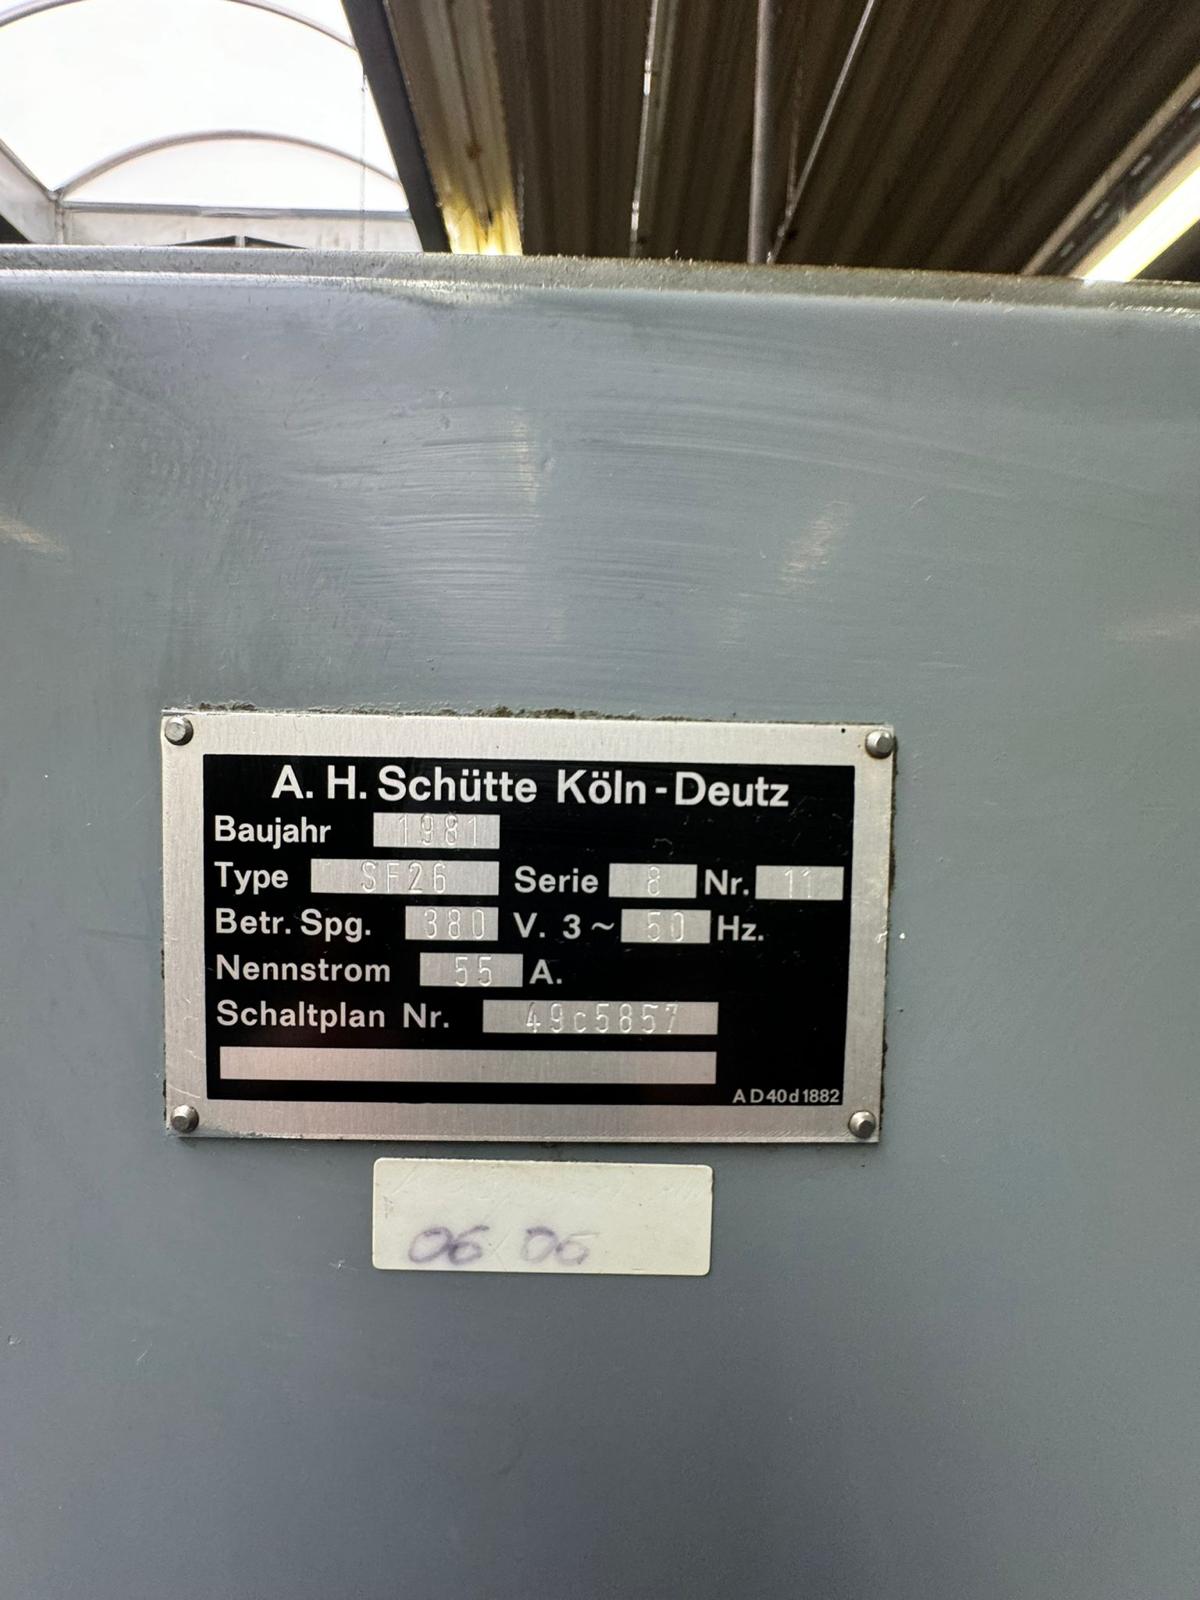 A. H. Schütte Köln-Deutz
Baujahr 1981
Type SF26 Serie 8 Nr. 11
Betr. Spg. 380 V. 3~ 50 Hz.
Nennstrom 55 A.
Schaltplan Nr. 49c5857
AD40d1882
06 06